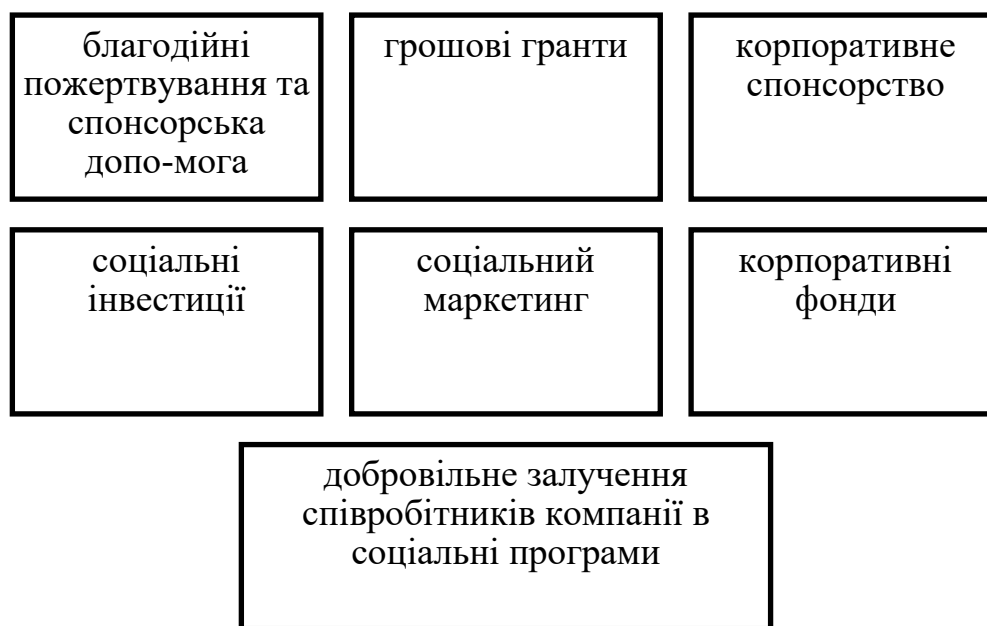 благодійні
пожертвування та
спонсорська
допо-мога
грошові гранти
корпоративне
спонсорство
соціальні
інвестиції
соціальний
маркетинг
корпоративні
фонди
добровільне залучення
співробітників компанії в
соціальні програми